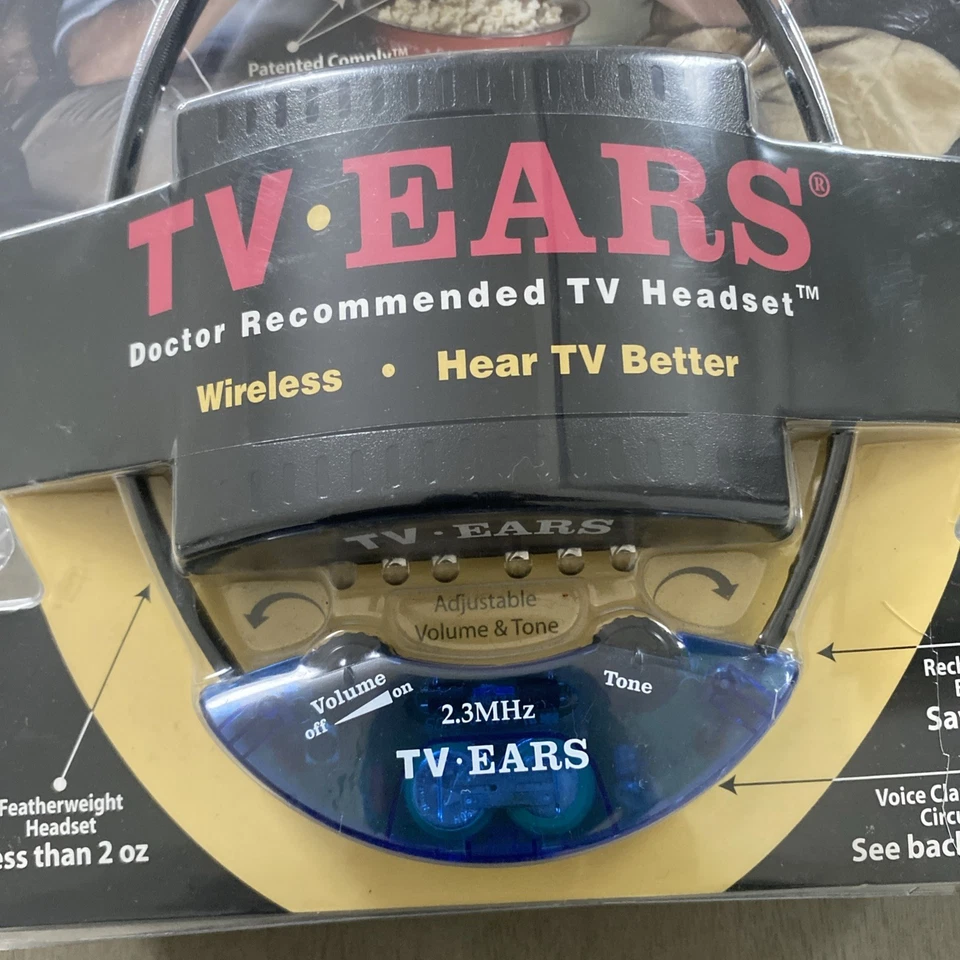 Patented Comply™
TV·EARS®
Doctor Recommended TV Headset™
Wireless • Hear TV Better
TV·EARS
Adjustable
Volume & Tone
Volume
off on
Tone
2.3MHz
TV·EARS
Featherweight
Headset
ess than 2 oz
Voice Cla
Circu
See back